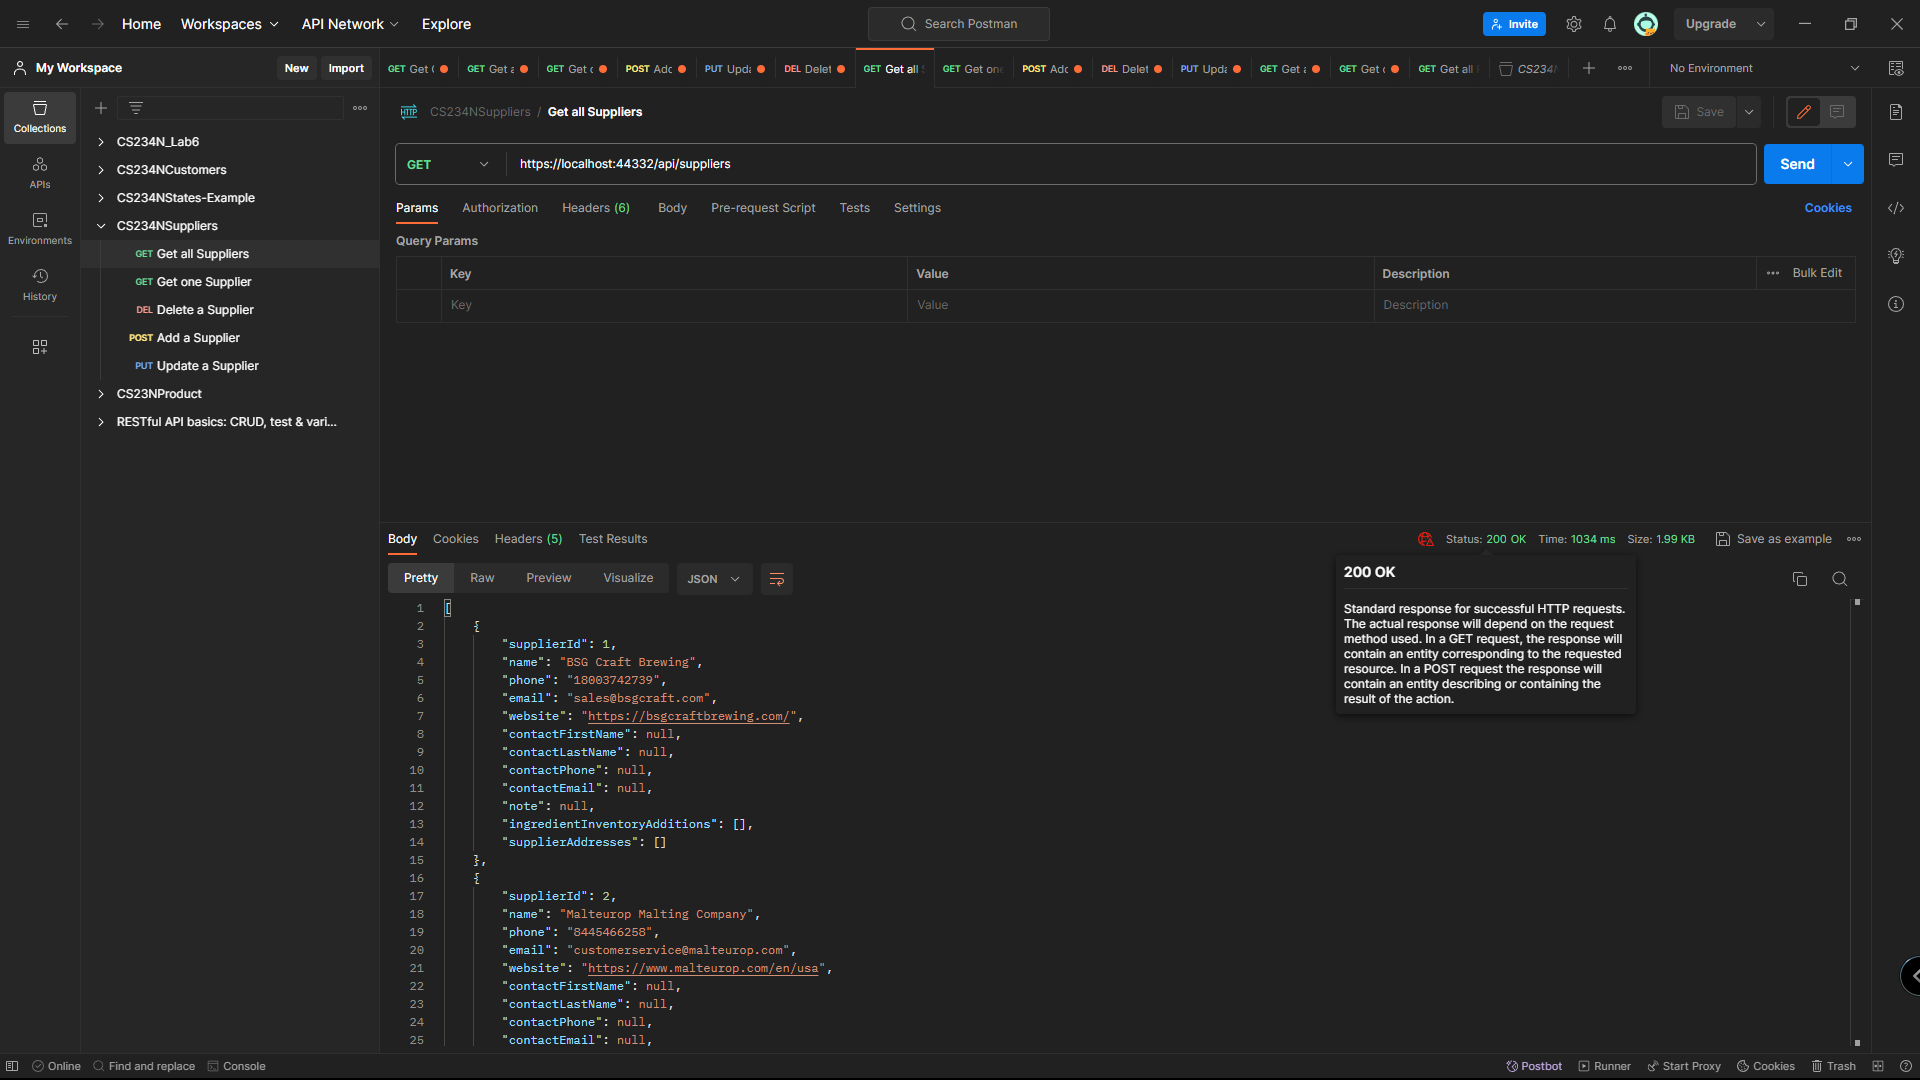 Home Workspaces API Network Explore Search Postman Invite Upgrade
My Workspace New Import GET Get ( GET Get a GET Get c POST Adc PUT Upda DEL Delet GET Get all GET Get on POST Adc DEL Delet PUT Upda GET Get a GET Get c GET Get all CS234N No Environment
Collections
APIs
Environments
History
CS234N_Lab6
CS234NCustomers
CS234NStates-Example
CS234NSuppliers
GET Get all Suppliers
GET Get one Supplier
DEL Delete a Supplier
POST Add a Supplier
PUT Update a Supplier
CS23NProduct
RESTful API basics: CRUD, test & vari...
HTTP CS234NSuppliers / Get all Suppliers Save
GET https://localhost:44332/api/suppliers Send
Params Authorization Headers (6) Body Pre-request Script Tests Settings Cookies
Query Params
Key Value Description Bulk Edit
Key Value Description
Body Cookies Headers (5) Test Results Status: 200 OK Time: 1034 ms Size: 1.99 KB Save as example
Pretty Raw Preview Visualize JSON
200 OK
Standard response for successful HTTP requests.
The actual response will depend on the request
method used. In a GET request, the response will
contain an entity corresponding to the requested
resource. In a POST request the response will
contain an entity describing or containing the
result of the action.
1 [
2 {
3 "supplierId": 1,
4 "name": "BSG Craft Brewing",
5 "phone": "18003742739",
6 "email": "sales@bsgcraft.com",
7 "website": "https://bsgcraftbrewing.com/",
8 "contactFirstName": null,
9 "contactLastName": null,
10 "contactPhone": null,
11 "contactEmail": null,
12 "note": null,
13 "ingredientInventoryAdditions": [],
14 "supplierAddresses": []
15 },
16 {
17 "supplierId": 2,
18 "name": "Malteurop Malting Company",
19 "phone": "8445466258",
20 "email": "customerservice@malteurop.com",
21 "website": "https://www.malteurop.com/en/usa",
22 "contactFirstName": null,
23 "contactLastName": null,
24 "contactPhone": null,
25 "contactEmail": null,
Online Find and replace Console Postbot Runner Start Proxy Cookies Trash